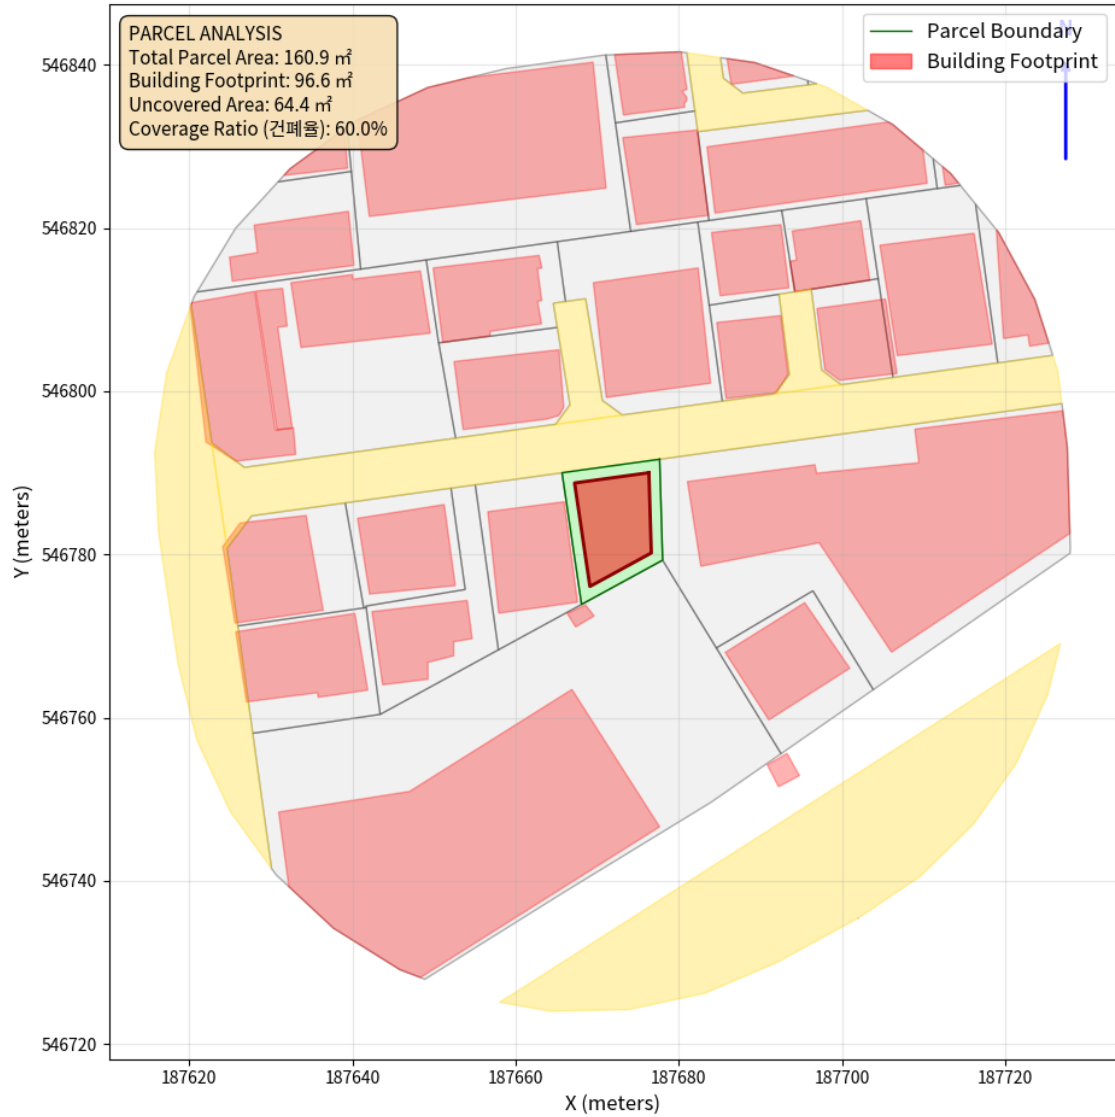 PARCEL ANALYSIS
Total Parcel Area: 160.9 ㎡
Building Footprint: 96.6 ㎡
Uncovered Area: 64.4 ㎡
Coverage Ratio (건폐율): 60.0%
N
Parcel Boundary
Building Footprint
546840
546820
546800
546780
546760
546740
546720
Y (meters)
187620
187640
187660
187680
187700
187720
X (meters)